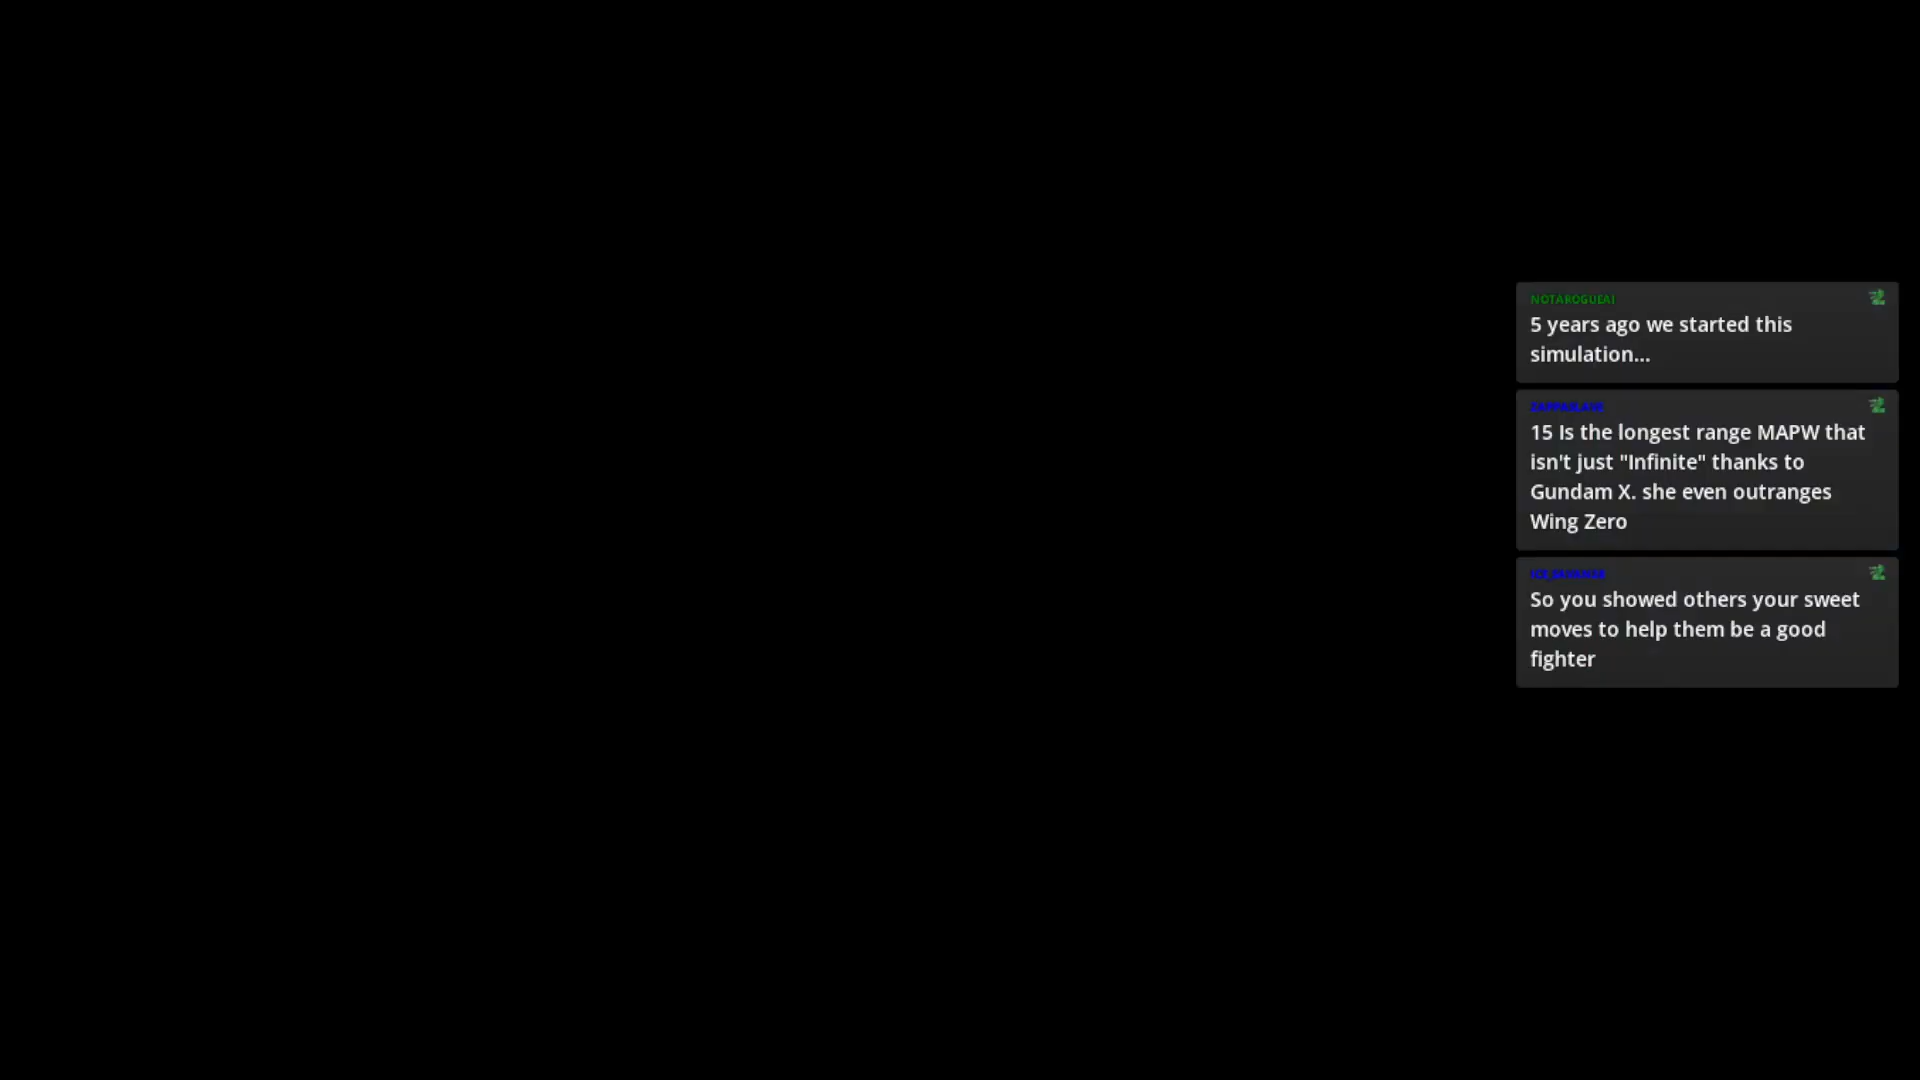 NOTAROGUEAI
5 years ago we started this
simulation...
15 Is the longest range MAPW that
isn't just "Infinite" thanks to
Gundam X. she even outranges
Wing Zero
So you showed others your sweet
moves to help them be a good
fighter